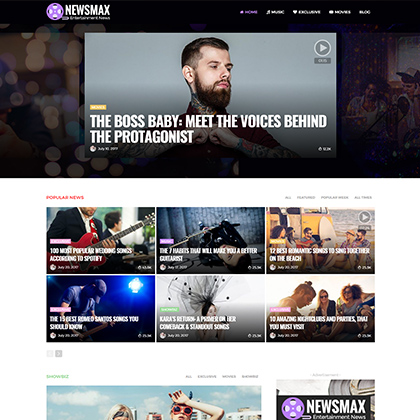 NEWSMAX
Entertainment News
HOME
MUSIC
EXCLUSIVE
MOVIES
BLOG
THE BOSS BABY: MEET THE VOICES BEHIND
THE PROTAGONIST
July 10, 2017
POPULAR NEWS
ALL
FEATURED
ALL TIMES
100 MOST POPULAR WEDDING SONGS
ACCORDING TO SPOTIFY
July 20, 2017
THE 7 HABITS THAT WILL MAKE YOU A BETTER
GUITARIST
July 17, 2017
12 BEST ROMANTIC SONGS TO SING TOGETHER
ON THE BEACH
July 20, 2017
THE 15 BEST ROMEO SANTOS SONGS YOU
SHOULD KNOW
July 20, 2017
KARA'S RETURN- A PRIMER ON HER
COMEBACK & STANDOUT SONGS
July 20, 2017
10 AMAZING NIGHTCLUBS AND PARTIES, THAT
YOU MUST VISIT
July 20, 2017
SHOWBIZ
ALL
EXCLUSIVE
MOVIES
SHOWBIZ
NEWSMAX
Entertainment News